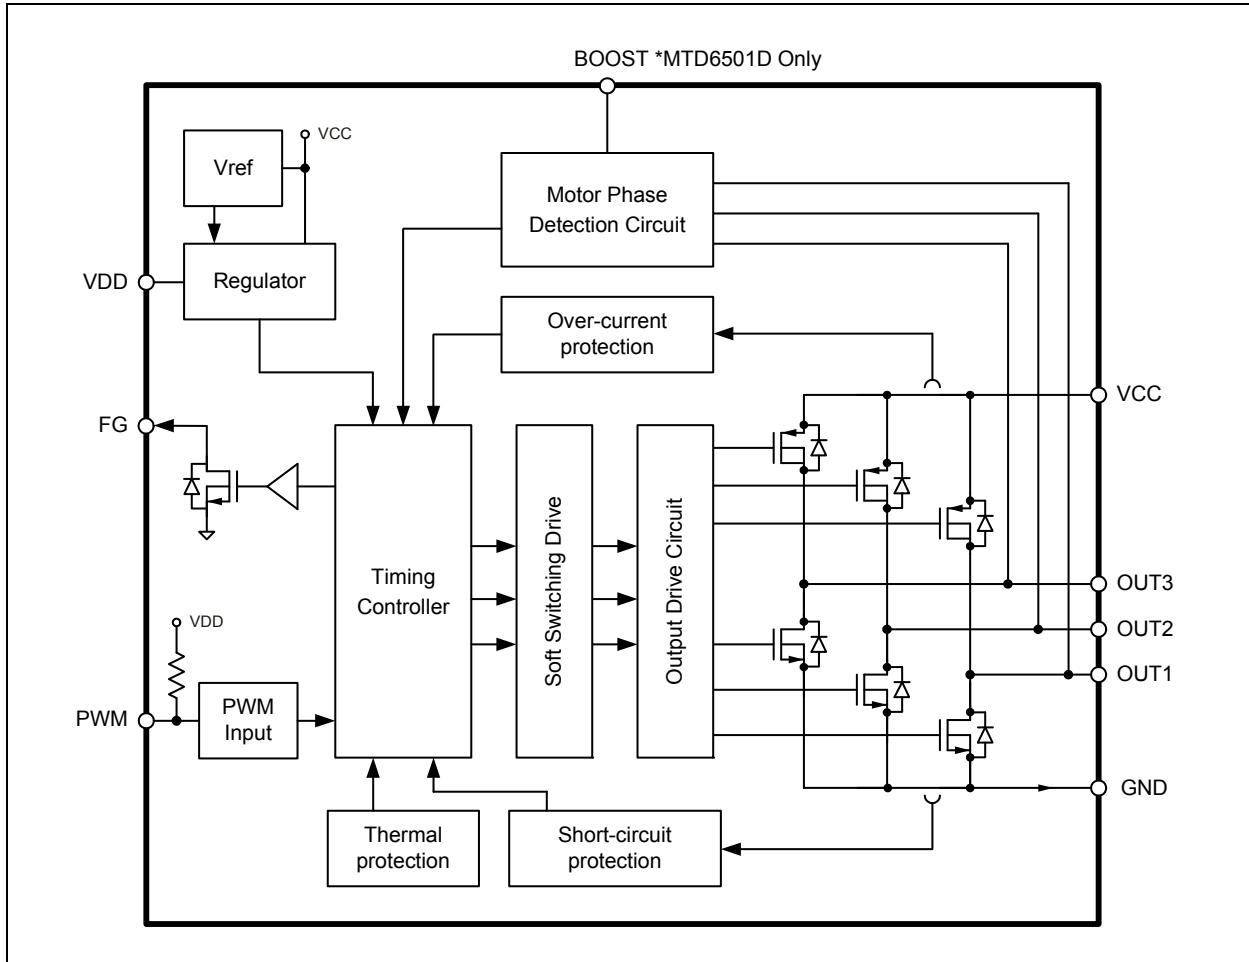 BOOST *MTD6501D Only
VCC
Vref
Motor Phase
Detection Circuit
VDD
Regulator
Over-current
protection
VCC
FG
Timing
Controller
Soft Switching Drive
Output Drive Circuit
OUT3
VDD
OUT2
OUT1
PWM
PWM
Input
GND
Thermal
protection
Short-circuit
protection